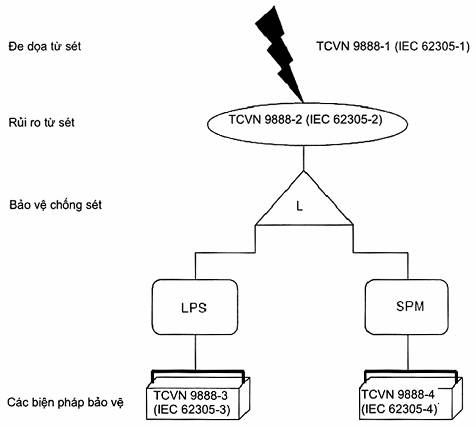 Đe dọa từ sét
TCVN 9888-1 (IEC 62305-1)
Rủi ro từ sét
TCVN 9888-2 (IEC 62305-2)
Bảo vệ chống sét
L
LPS
SPM
Các biện pháp bảo vệ
TCVN 9888-3
(IEC 62305-3)
TCVN 9888-4
(IEC 62305-4)